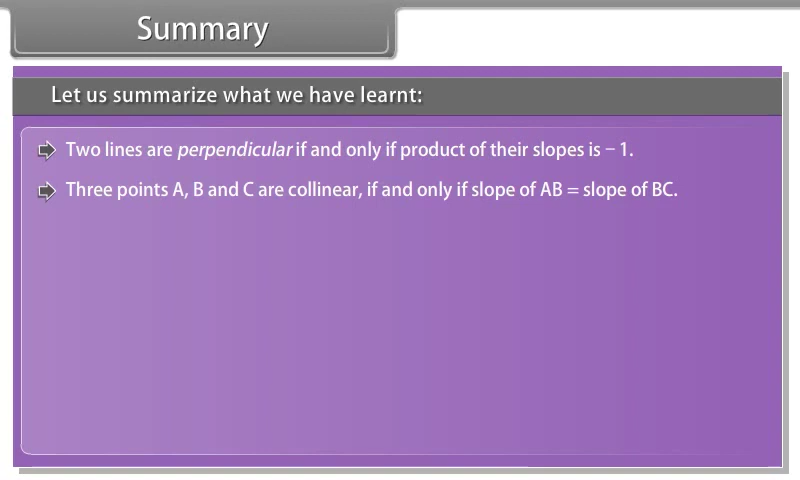 Summary
Let us summarize what we have learnt:
Two lines are perpendicular if and only if product of their slopes is − 1.
Three points A, B and C are collinear, if and only if slope of AB = slope of BC.